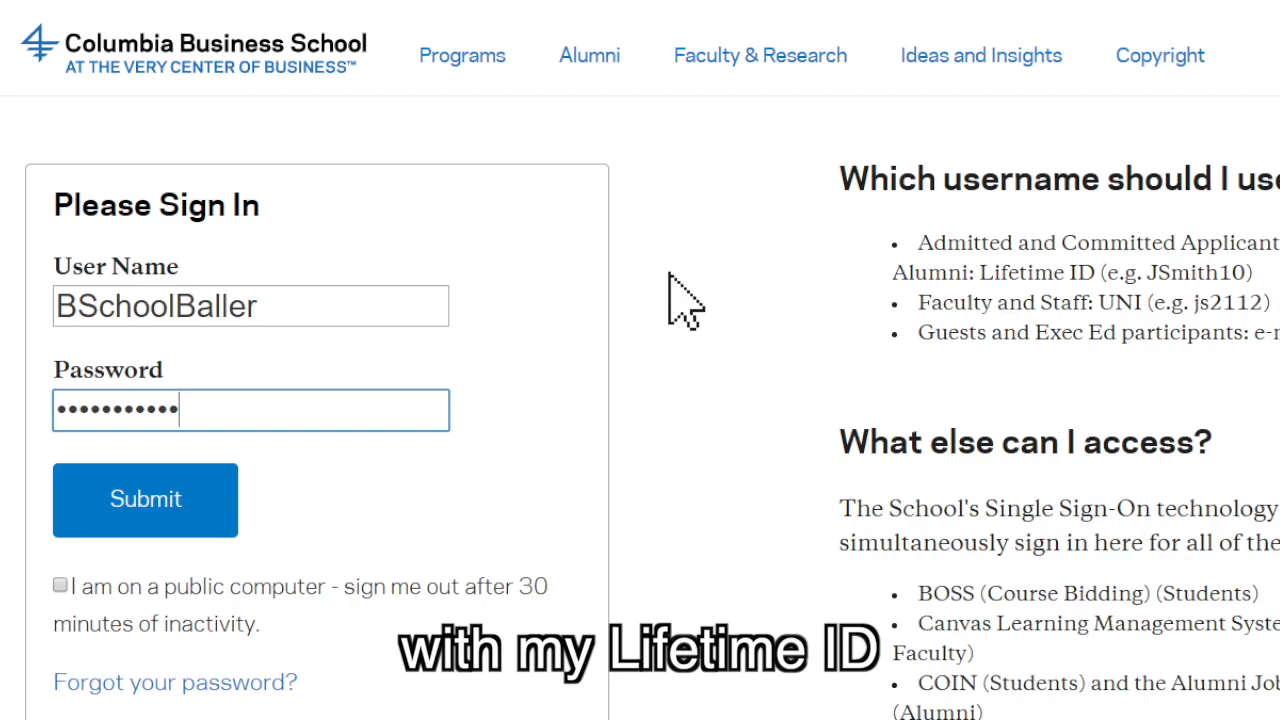 Columbia Business School
AT THE VERY CENTER OF BUSINESS™
Programs
Alumni
Faculty & Research
Ideas and Insights
Copyright
Please Sign In
User Name
BSchoolBaller
Password
•••••••••••
Submit
I am on a public computer - sign me out after 30
minutes of inactivity.
Forgot your password?
Which username should I
• Admitted and Committed
Alumni: Lifetime ID (e.g. JSmith10)
• Faculty and Staff: UNI (e.g. js2112)
• Guests and Exec Ed participants:
What else can I access?
The School's Single Sign-On technology
simultaneously sign in here for all of the
• BOSS (Course Bidding) (Students)
• Canvas Learning Management
Faculty)
• COIN (Students) and the Alumni
(Alumni)
with my Lifetime ID